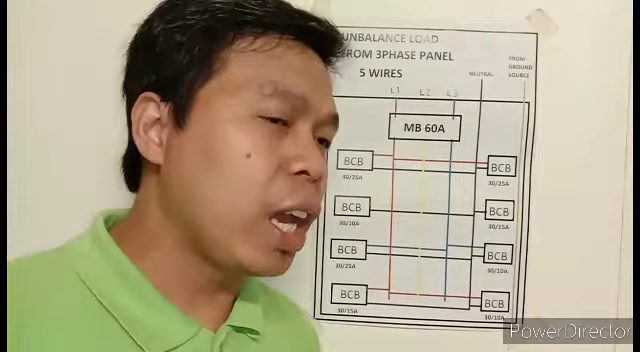 UNBALANCE LOAD
FROM 3PHASE PANEL
5 WIRES
FROM
GROUND
SOURCE
NEUTRAL
L1 L2 L3
MB 60A
BCB BCB
30/25A 30/25A
BCB BCB
30/10A 30/15A
BCB BCB
30/25A 30/10A
BCB BCB
30/15A 30/10A
PowerDirector